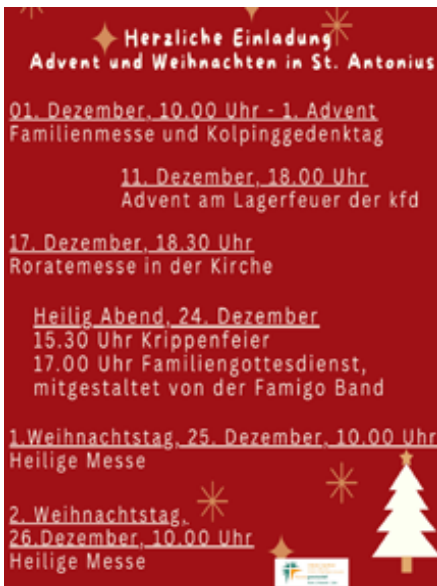 Herzliche Einladung
Advent und Weihnachten in St. Antonius
01. Dezember, 10.00 Uhr - 1. Advent
Familienmesse und Kolpinggedenktag
11. Dezember, 18.00 Uhr
Advent am Lagerfeuer der kfd
17. Dezember, 18.30 Uhr
Roratemesse in der Kirche
Heilig Abend, 24. Dezember
15.30 Uhr Krippenfeier
17.00 Uhr Familiengottesdienst,
mitgestaltet von der Famigo Band
1.Weihnachtstag, 25. Dezember, 10.00 Uhr
Heilige Messe
2. Weihnachtstag,
26.Dezember, 10.00 Uhr
Heilige Messe